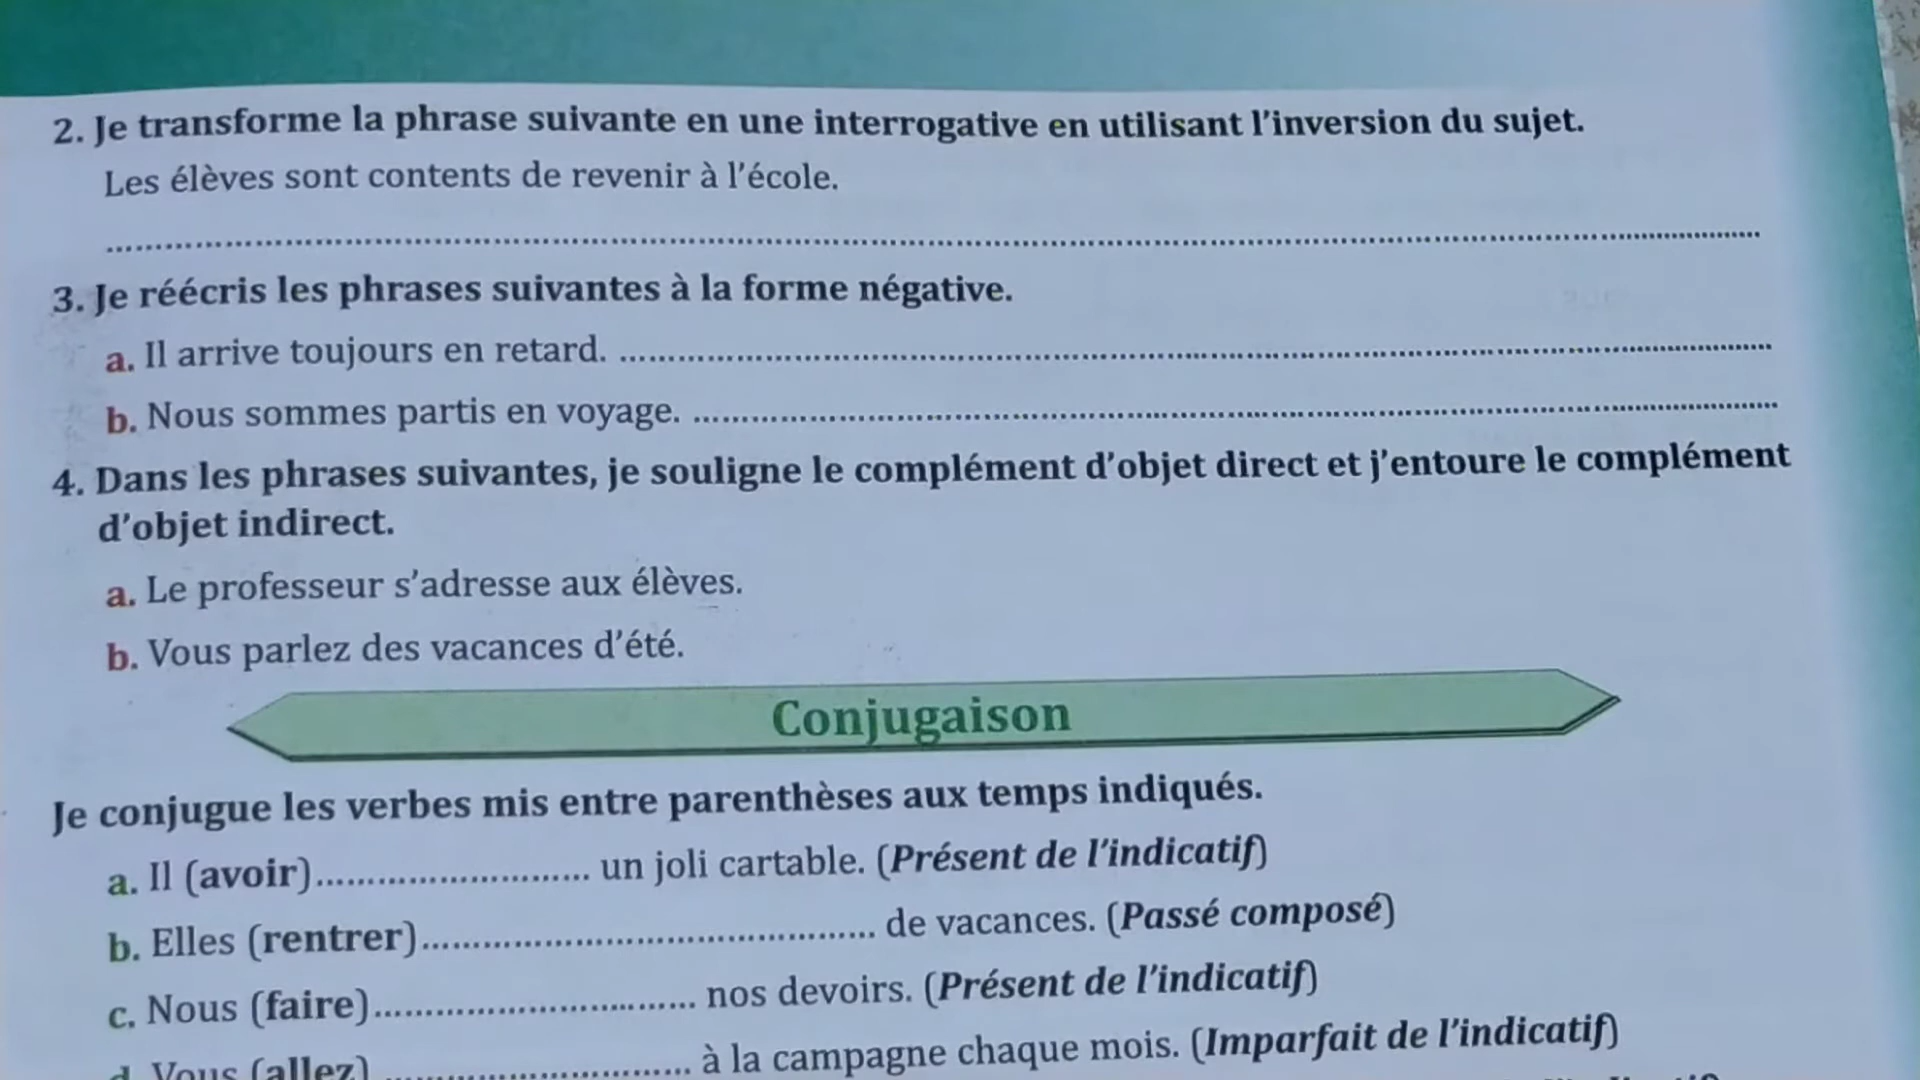 2. Je transforme la phrase suivante en une interrogative en utilisant l'inversion du sujet.
Les élèves sont contents de revenir à l'école.
3. Je réécris les phrases suivantes à la forme négative.
a. Il arrive toujours en retard.
b. Nous sommes partis en voyage.
4. Dans les phrases suivantes, je souligne le complément d'objet direct et j'entoure le complément
d'objet indirect.
a. Le professeur s'adresse aux élèves.
b. Vous parlez des vacances d'été.
Conjugaison
Je conjugue les verbes mis entre parenthèses aux temps indiqués.
a. Il (avoir)........................... un joli cartable. (Présent de l'indicatif)
b. Elles (rentrer)............................................. de vacances. (Passé composé)
c. Nous (faire)................................ nos devoirs. (Présent de l'indicatif)
d. Vous (allez) .............................. à la campagne chaque mois. (Imparfait de l'indicatif)